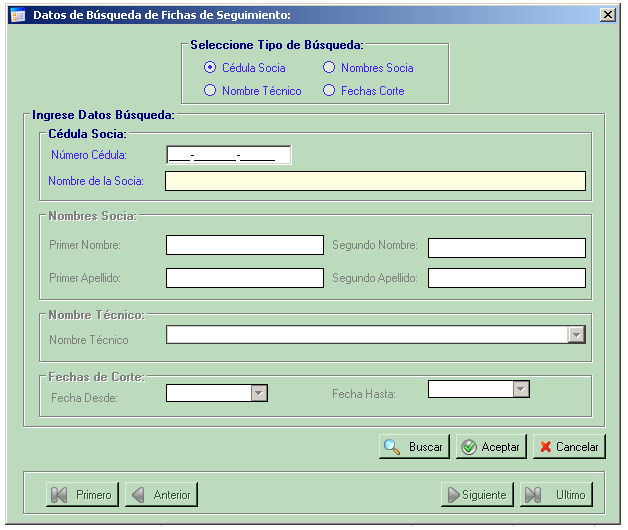 Datos de Búsqueda de Fichas de Seguimiento:
Seleccione Tipo de Búsqueda:
Cédula Socia
Nombres Socia
Nombre Técnico
Fechas Corte
Ingrese Datos Búsqueda:
Cédula Socia:
Número Cédula: ___-______-_____
Nombre de la Socia:
Nombres Socia:
Primer Nombre:
Segundo Nombre:
Primer Apellido:
Segundo Apellido:
Nombre Técnico:
Nombre Técnico
Fechas de Corte:
Fecha Desde:
Fecha Hasta:
Buscar
Aceptar
Cancelar
Primero
Anterior
Siguiente
Ultimo